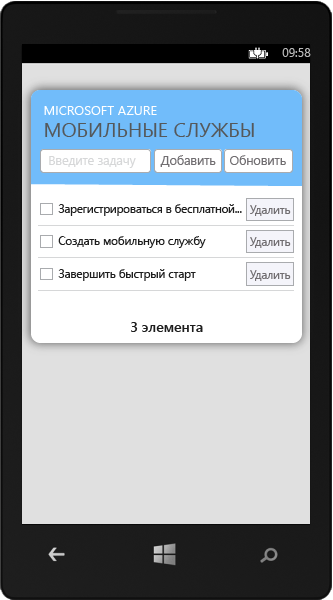 09:58
MICROSOFT AZURE
МОБИЛЬНЫЕ СЛУЖБЫ
Введите задачу Добавить Обновить
Зарегистрироваться в бесплатной... Удалить
Создать мобильную службу Удалить
Завершить быстрый старт Удалить
3 элемента